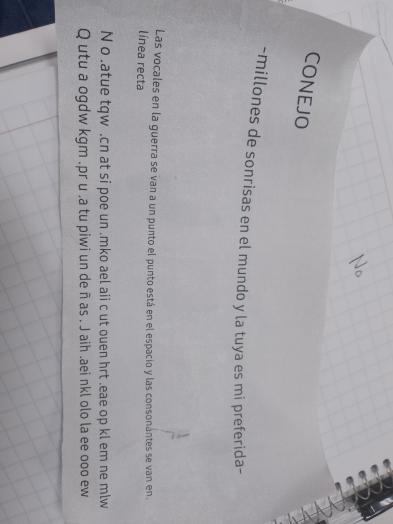 No
CONEJO
-millones de sonrisas en el mundo y la tuya es mi preferida-
Las vocales en la guerra se van a un punto el punto está en el espacio y las consonantes se van en
línea recta
N o .atue tqw .cn at si poe un .mko ael aii c ut ouen hrt .eae op kl em ne mlw
Q utu a ogdw kgm .pr u .a tu piwi un de ñ as . J aih .aei nkl olo la ee ooo ew